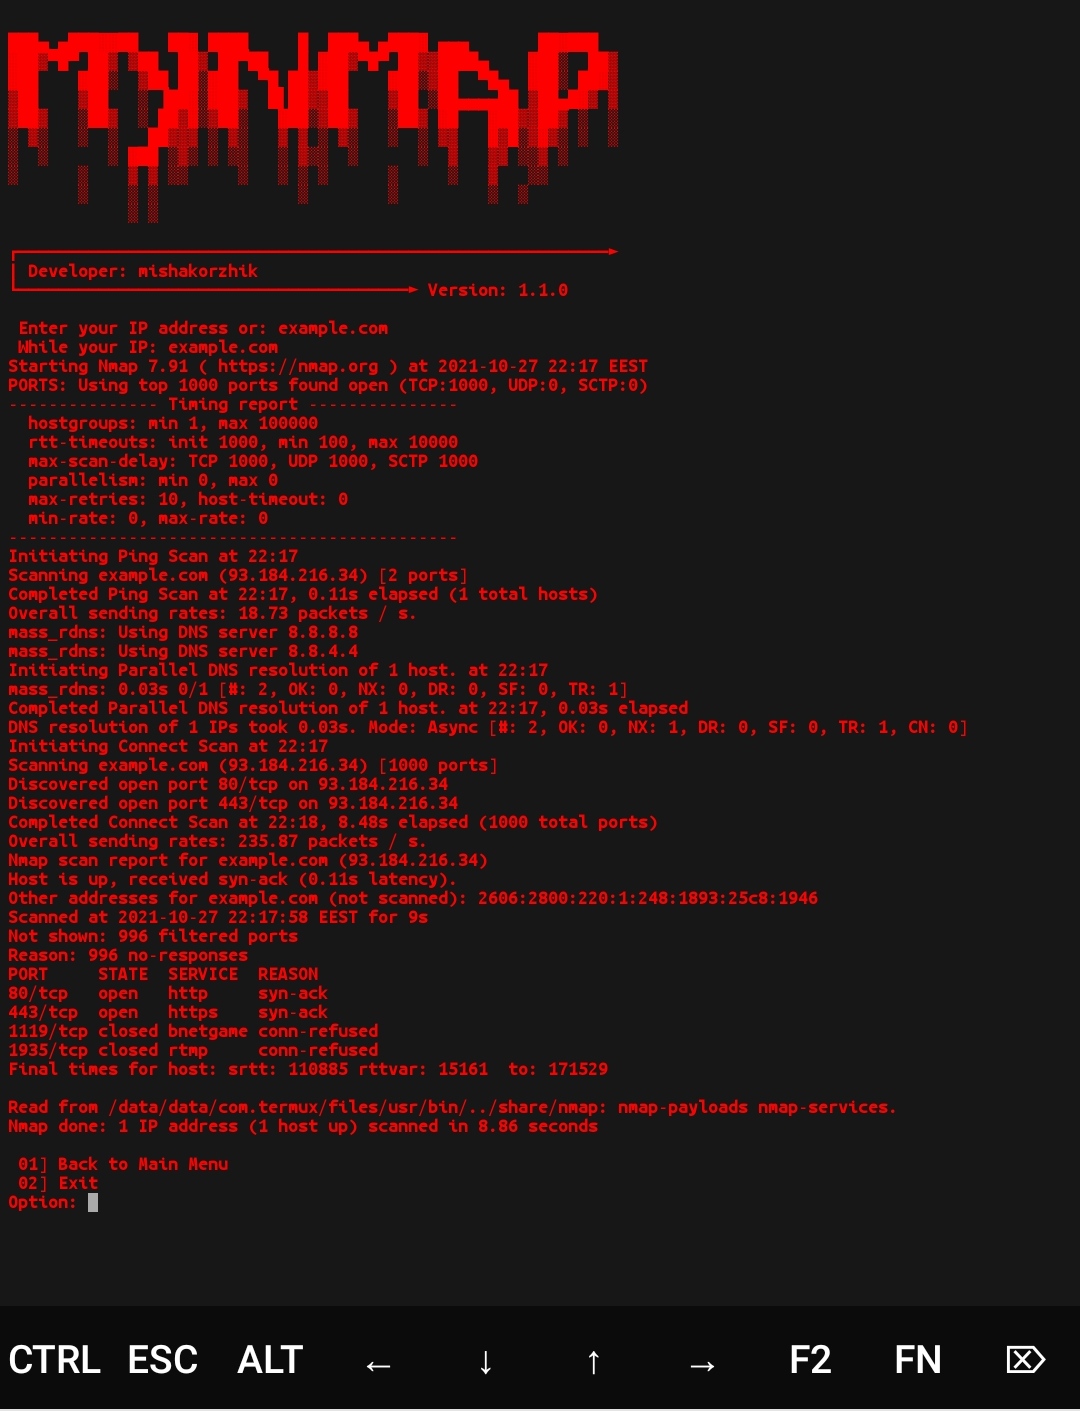 MyNMAP
Developer: mishakorzhik
Version: 1.1.0
Enter your IP address or: example.com
While your IP: example.com
Starting Nmap 7.91 ( https://nmap.org ) at 2021-10-27 22:17 EEST
PORTS: Using top 1000 ports found open (TCP:1000, UDP:0, SCTP:0)
--------------- Timing report ---------------
hostgroups: min 1, max 100000
rtt-timeouts: init 1000, min 100, max 10000
max-scan-delay: TCP 1000, UDP 1000, SCTP 1000
parallelism: min 0, max 0
max-retries: 10, host-timeout: 0
min-rate: 0, max-rate: 0
---------------------------------------------
Initiating Ping Scan at 22:17
Scanning example.com (93.184.216.34) [2 ports]
Completed Ping Scan at 22:17, 0.11s elapsed (1 total hosts)
Overall sending rates: 18.73 packets / s.
mass_rdns: Using DNS server 8.8.8.8
mass_rdns: Using DNS server 8.8.4.4
Initiating Parallel DNS resolution of 1 host. at 22:17
mass_rdns: 0.03s 0/1 [#: 2, OK: 0, NX: 0, DR: 0, SF: 0, TR: 1]
Completed Parallel DNS resolution of 1 host. at 22:17, 0.03s elapsed
DNS resolution of 1 IPs took 0.03s. Mode: Async [#: 2, OK: 0, NX: 1, DR: 0, SF: 0, TR: 1, CN: 0]
Initiating Connect Scan at 22:17
Scanning example.com (93.184.216.34) [1000 ports]
Discovered open port 80/tcp on 93.184.216.34
Discovered open port 443/tcp on 93.184.216.34
Completed Connect Scan at 22:18, 8.48s elapsed (1000 total ports)
Overall sending rates: 235.87 packets / s.
Nmap scan report for example.com (93.184.216.34)
Host is up, received syn-ack (0.11s latency).
Other addresses for example.com (not scanned): 2606:2800:220:1:248:1893:25c8:1946
Scanned at 2021-10-27 22:17:58 EEST for 9s
Not shown: 996 filtered ports
Reason: 996 no-responses
PORT     STATE  SERVICE  REASON
80/tcp   open   http     syn-ack
443/tcp  open   https    syn-ack
1119/tcp closed bnetgame conn-refused
1935/tcp closed rtmp     conn-refused
Final times for host: srtt: 110885 rttvar: 15161  to: 171529
Read from /data/data/com.termux/files/usr/bin/../share/nmap: nmap-payloads nmap-services.
Nmap done: 1 IP address (1 host up) scanned in 8.86 seconds
01] Back to Main Menu
02] Exit
Option:
CTRL ESC ALT ← ↓ ↑ → F2 FN ⌦